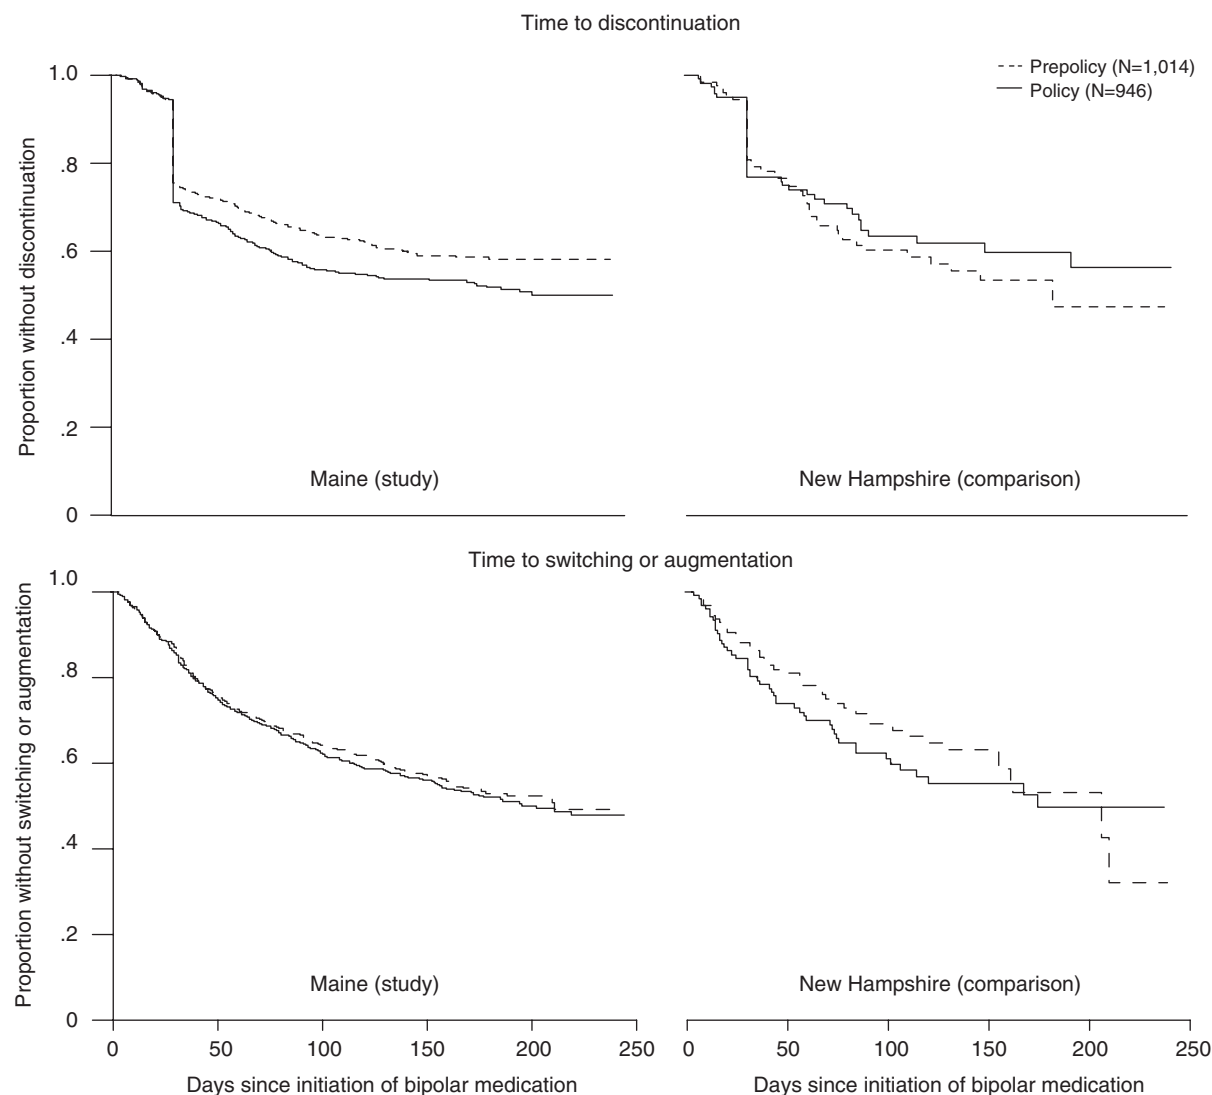 Time to discontinuation
Prepolicy (N=1,014)
Policy (N=946)
Proportion without discontinuation
1.0
.8
.6
.4
.2
0
Maine (study)
New Hampshire (comparison)
Time to switching or augmentation
Proportion without switching or augmentation
1.0
.8
.6
.4
.2
0
Maine (study)
New Hampshire (comparison)
0 50 100 150 200 250
0 50 100 150 200 250
Days since initiation of bipolar medication
Days since initiation of bipolar medication